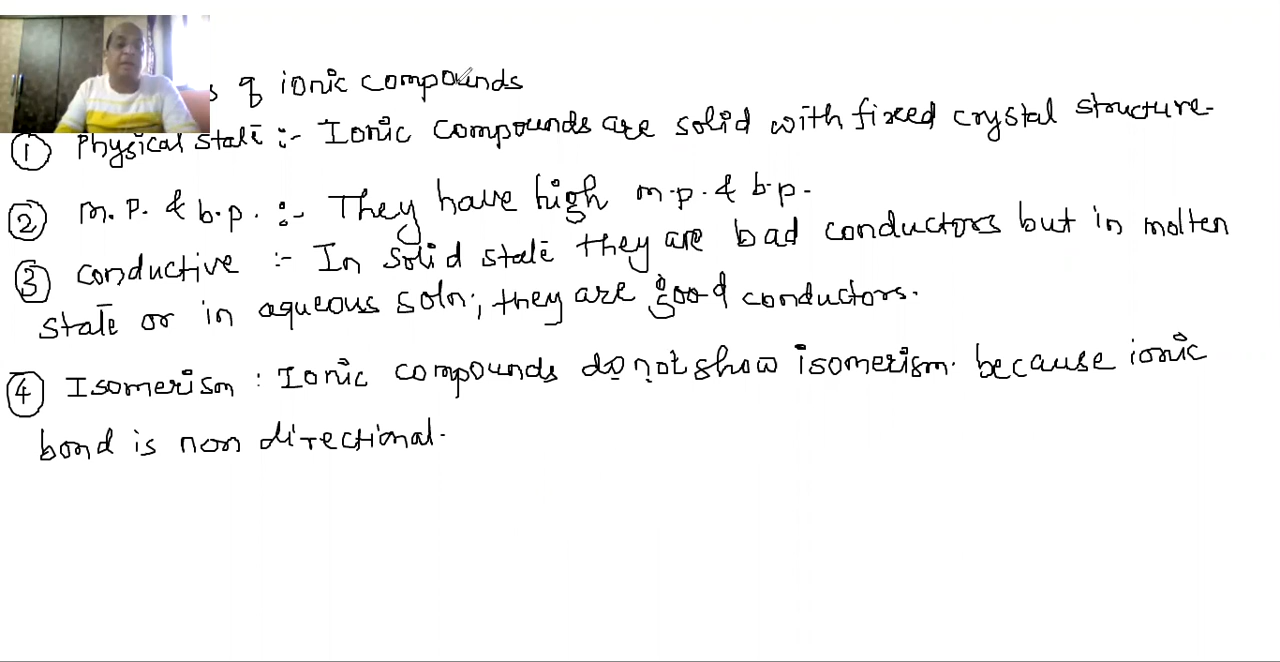 s of ionic compounds
① Physical state :- Ionic compounds are solid with fixed crystal structure-
② m. p. & b.p. :- They have high m.p. & b.p.
③ conductive :- In solid state they are bad conductors but in molten
state or in aqueous soln; they are good conductors.
④ Isomerism : Ionic compounds do not show isomerism. because ionic
bond is non directional.